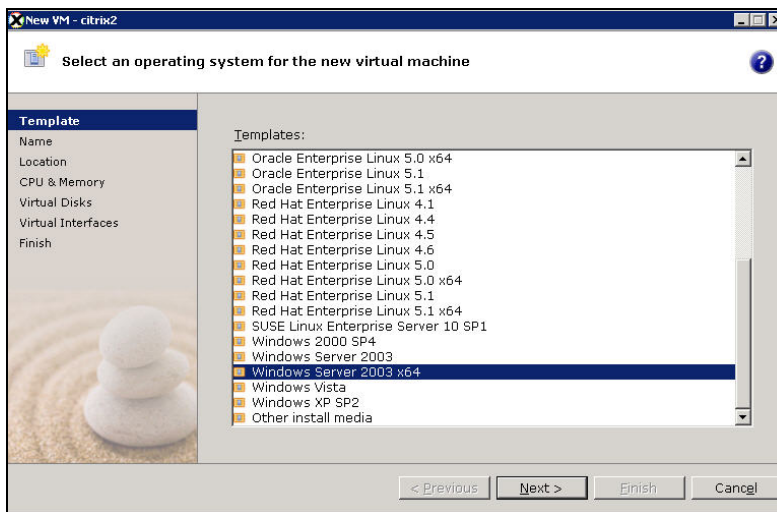 New VM - citrix2
Select an operating system for the new virtual machine
?
Template
Name
Location
CPU & Memory
Virtual Disks
Virtual Interfaces
Finish
Templates:
Oracle Enterprise Linux 5.0 x64
Oracle Enterprise Linux 5.1
Oracle Enterprise Linux 5.1 x64
Red Hat Enterprise Linux 4.1
Red Hat Enterprise Linux 4.4
Red Hat Enterprise Linux 4.5
Red Hat Enterprise Linux 4.6
Red Hat Enterprise Linux 5.0
Red Hat Enterprise Linux 5.0 x64
Red Hat Enterprise Linux 5.1
Red Hat Enterprise Linux 5.1 x64
SUSE Linux Enterprise Server 10 SP1
Windows 2000 SP4
Windows Server 2003
Windows Server 2003 x64
Windows Vista
Windows XP SP2
Other install media
< Previous Next > Finish Cancel